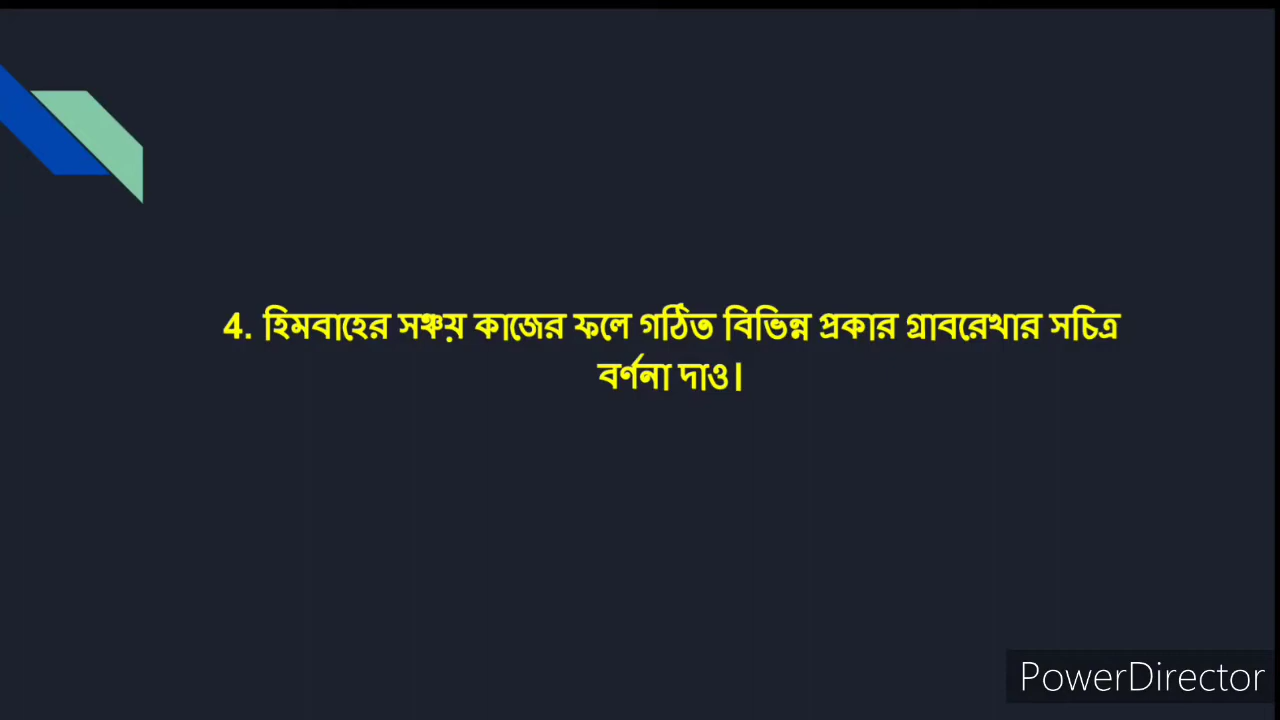 4. হিমবাহের সঞ্চয় কাজের ফলে গঠিত বিভিন্ন প্রকার গ্রাবরেখার সচিত্র
বর্ণনা দাও।
PowerDirector